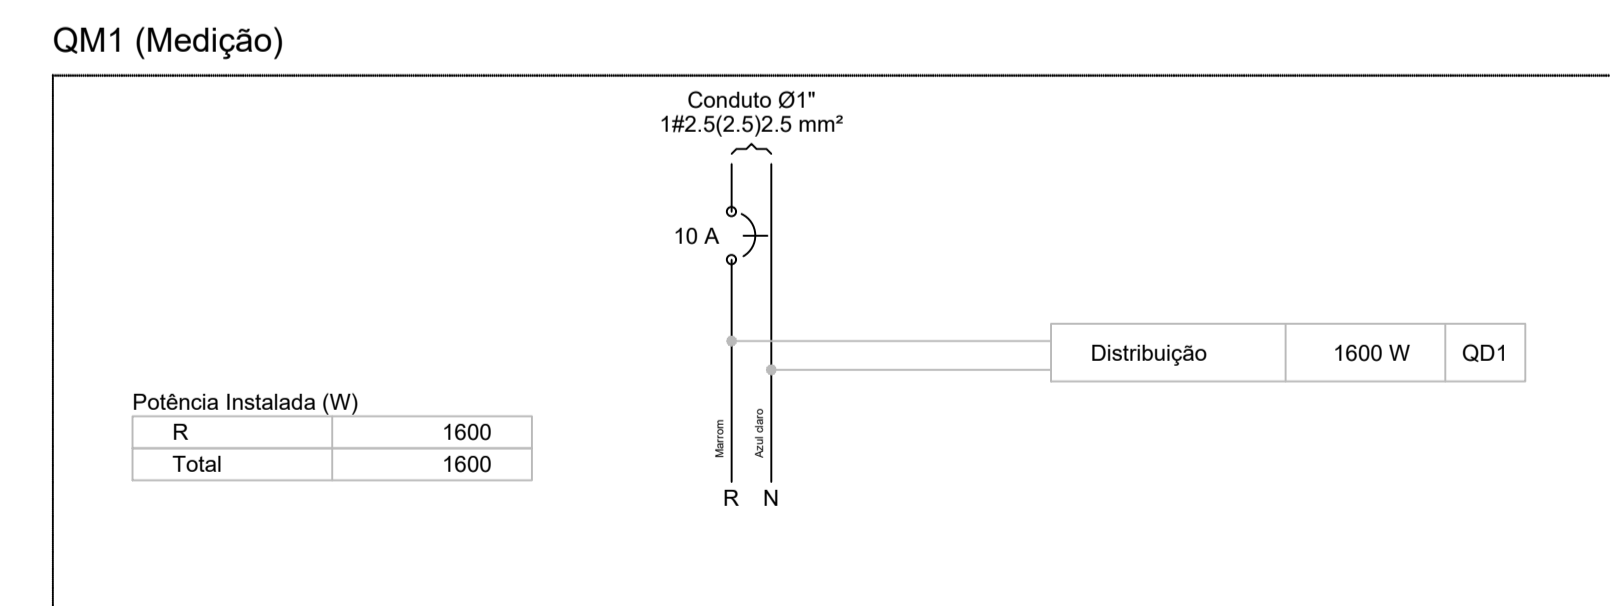 QM1 (Medição)
Conduto Ø1"
1#2.5(2.5)2.5 mm²
10 A
Distribuição 1600 W QD1
Potência Instalada (W)
R 1600
Total 1600
Marrom
Azul claro
R N